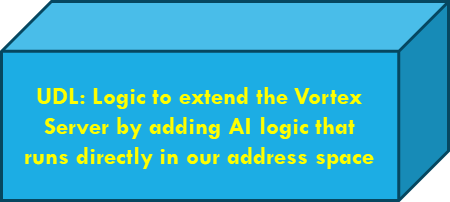 UDL: Logic to extend the Vortex
Server by adding AI logic that
runs directly in our address space